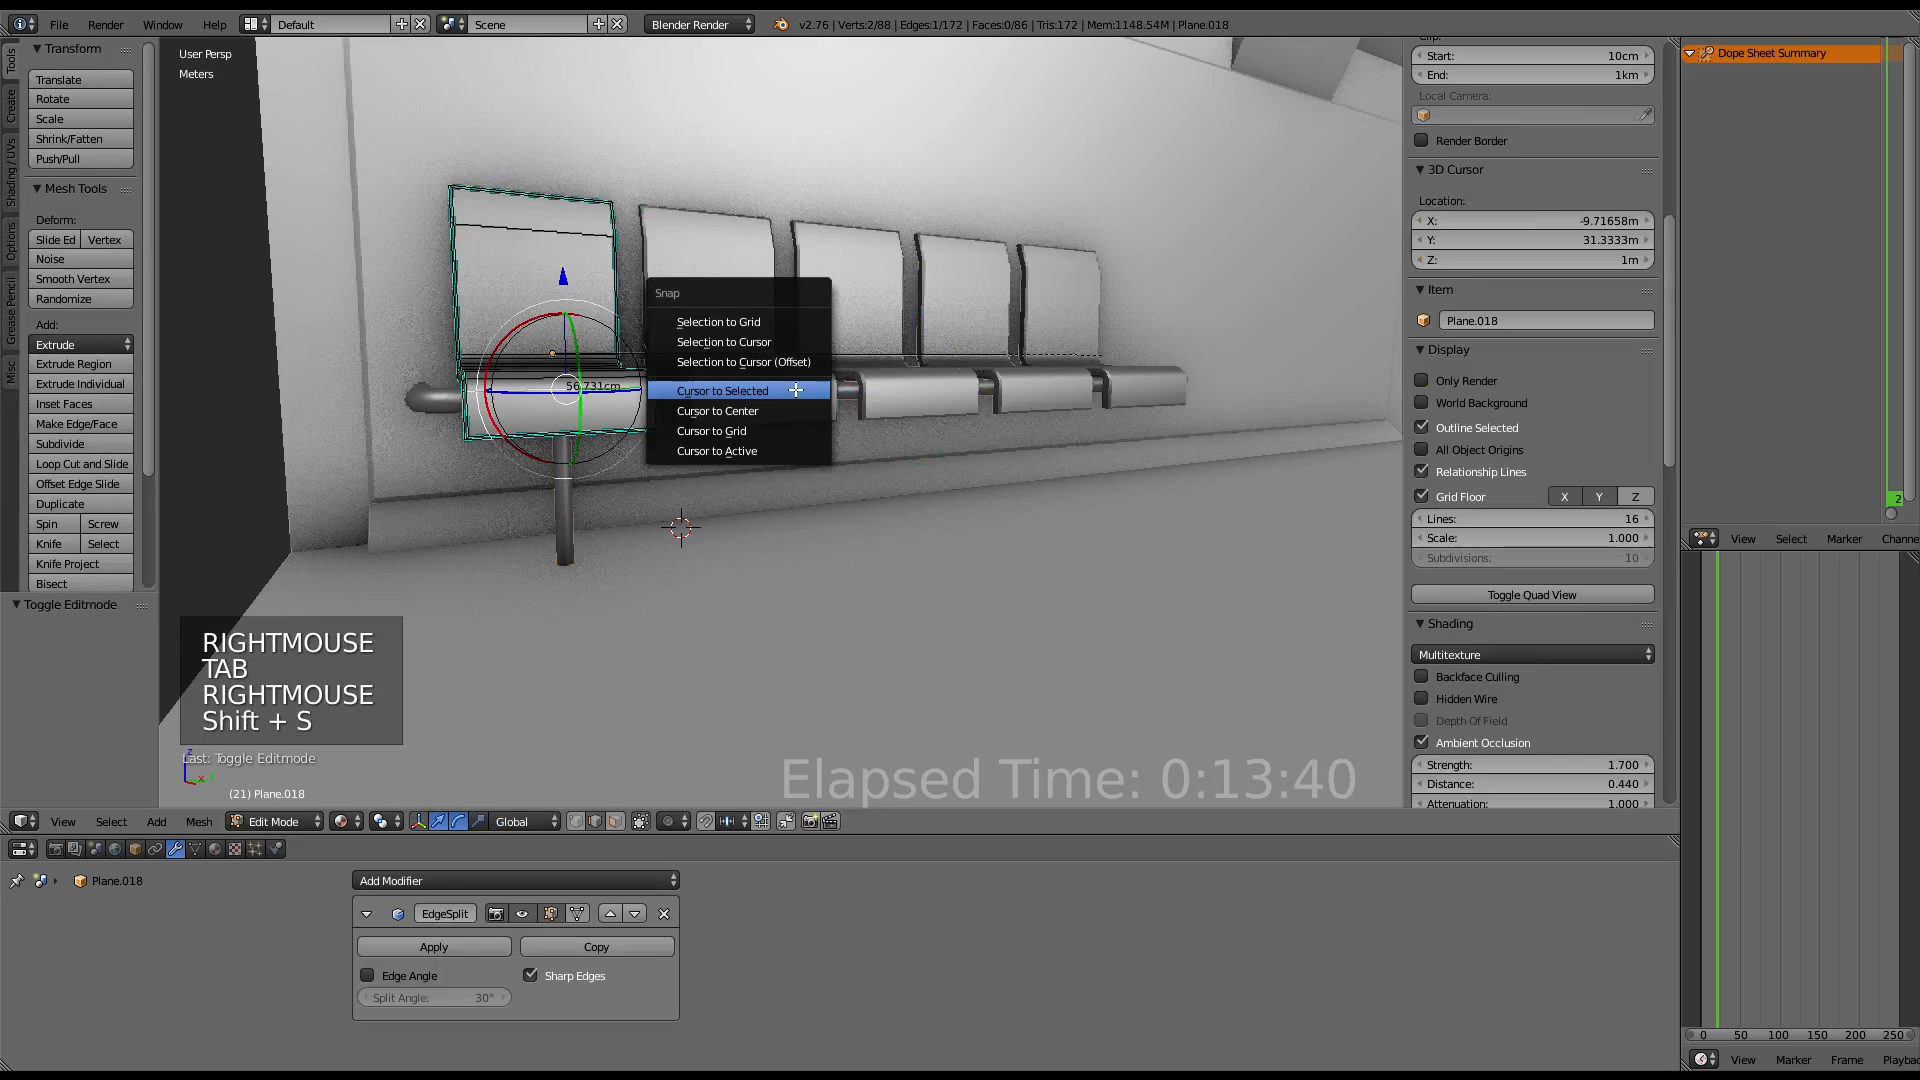 File Render Window Help Default Scene Blender Render v2.76 | Verts:2/88 | Edges:1/172 | Faces:0/86 | Tris:172 | Mem:1148.54M | Plane.018
Tools
Create
Shading / UVs
Options
Grease Pencil
Misc
Transform
Translate
Rotate
Scale
Shrink/Fatten
Push/Pull
Mesh Tools
Deform:
Slide Ed Vertex
Noise
Smooth Vertex
Randomize
Add:
Extrude
Extrude Region
Extrude Individual
Inset Faces
Make Edge/Face
Subdivide
Loop Cut and Slide
Offset Edge Slide
Duplicate
Spin Screw
Knife Select
Knife Project
Bisect
Toggle Editmode
User Persp
Meters
56.731cm
Snap
Selection to Grid
Selection to Cursor
Selection to Cursor (Offset)
Cursor to Selected
Cursor to Center
Cursor to Grid
Cursor to Active
RIGHTMOUSE
TAB
RIGHTMOUSE
Shift + S
Last: Toggle Editmode
z
x
(21) Plane.018
Elapsed Time: 0:13:40
View Select Add Mesh Edit Mode Global
Clip:
Start: 10cm
End: 1km
Local Camera:
Render Border
3D Cursor
Location:
X: -9.71658m
Y: 31.3333m
Z: 1m
Item
Plane.018
Display
Only Render
World Background
Outline Selected
All Object Origins
Relationship Lines
Grid Floor X Y Z
Lines: 16
Scale: 1.000
Subdivisions: 10
Toggle Quad View
Shading
Multitexture
Backface Culling
Hidden Wire
Depth Of Field
Ambient Occlusion
Strength: 1.700
Distance: 0.440
Attenuation: 1.000
Dope Sheet Summary
2
View Select Marker Channe
0 50 100 150 200 250
View Marker Frame Playbac
Plane.018
Add Modifier
EdgeSplit
Apply Copy
Edge Angle Sharp Edges
Split Angle: 30°